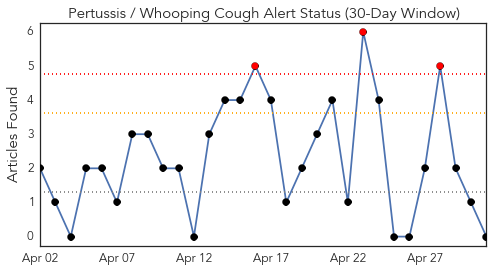 Pertussis / Whooping Cough Alert Status (30-Day Window)
Articles Found
6
5
4
3
2
1
0
Apr 02 Apr 07 Apr 12 Apr 17 Apr 22 Apr 27